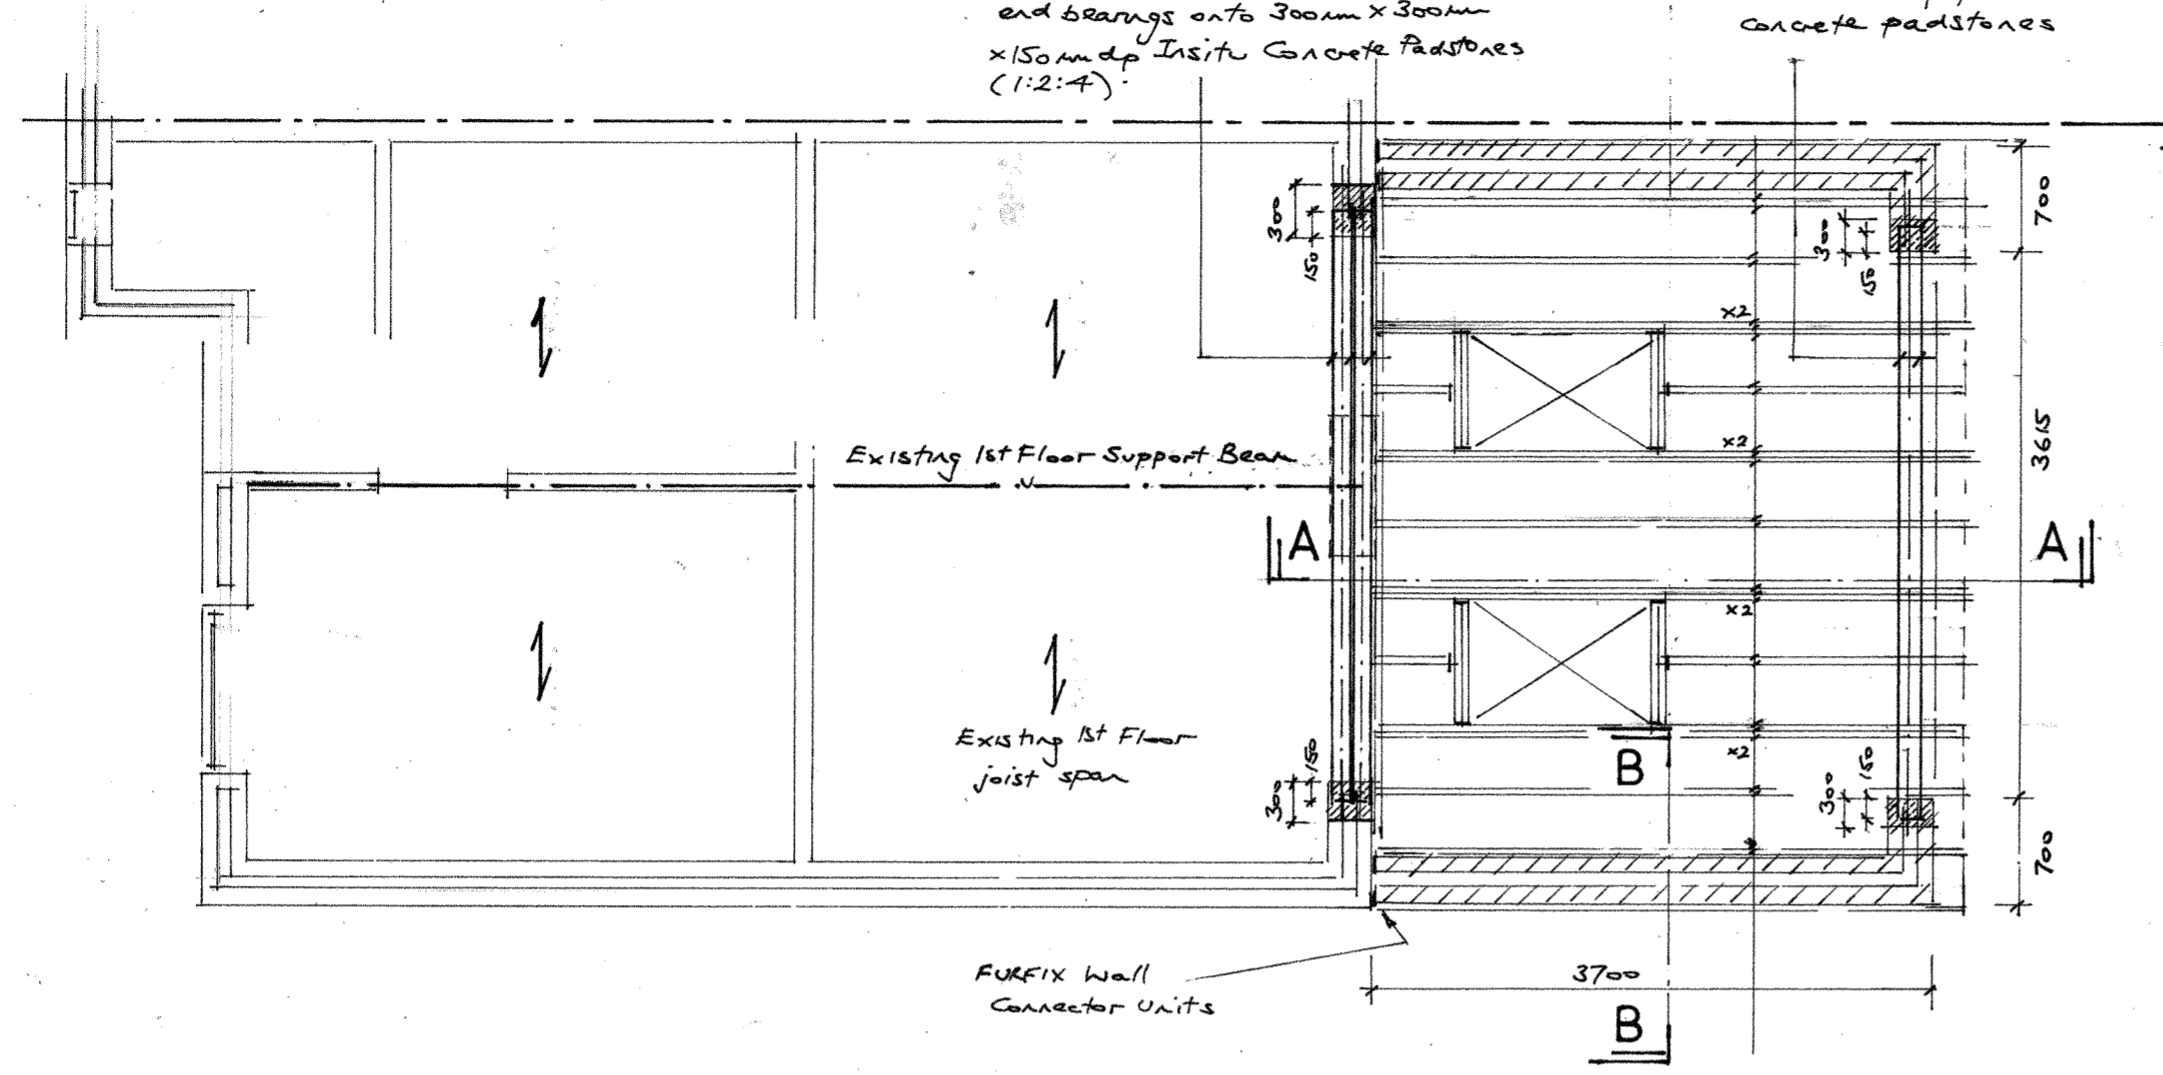 end bearings onto 300mm x 300mm
x150mm dp Insitu Concrete Padstones
(1:2:4).
concrete padstones
300
150
300
150
700
x2
x2
3615
Existing 1st Floor Support Beam
A
A
x2
Existing 1st Floor
joist span
B
x2
150
300
150
300
700
FURFIX Wall
Connector Units
3700
B